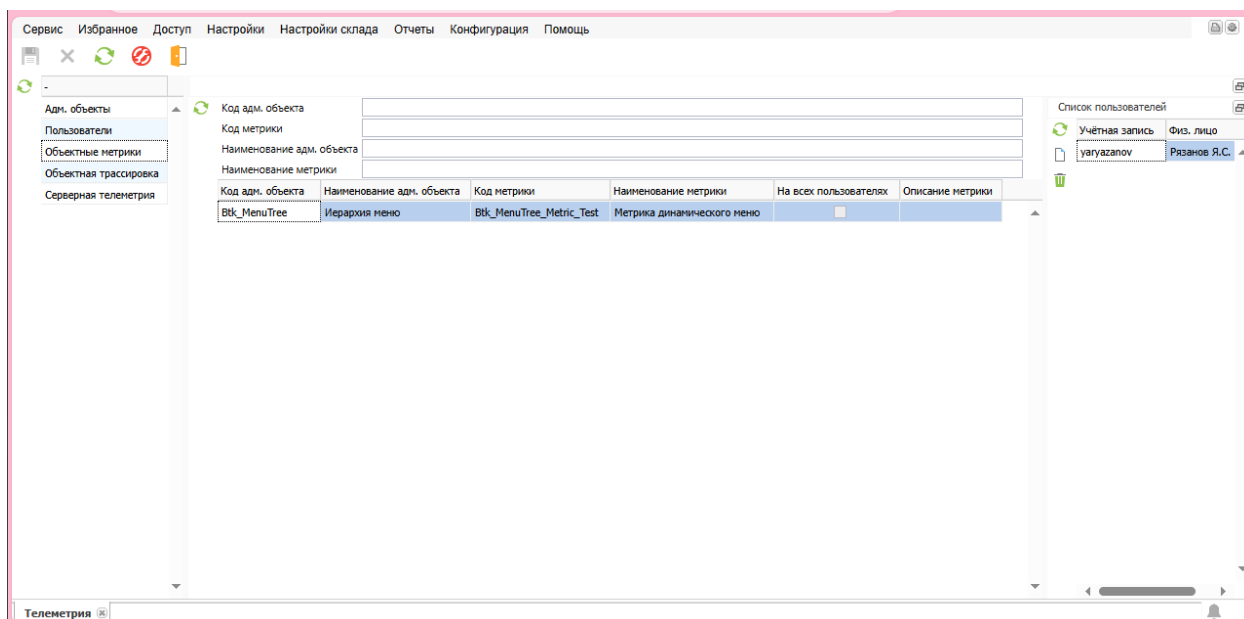 Сервис Избранное Доступ Настройки Настройки склада Отчеты Конфигурация Помощь
-
Адм. объекты
Пользователи
Объектные метрики
Объектная трассировка
Серверная телеметрия
Код адм. объекта
Код метрики
Наименование адм. объекта
Наименование метрики
Код адм. объекта Наименование адм. объекта Код метрики Наименование метрики На всех пользователях Описание метрики
Btk_MenuTree Иерархия меню Btk_MenuTree_Metric_Test Метрика динамического меню
Список пользователей
Учётная запись Физ. лицо
yaryazanov Рязанов Я.С.
Телеметрия